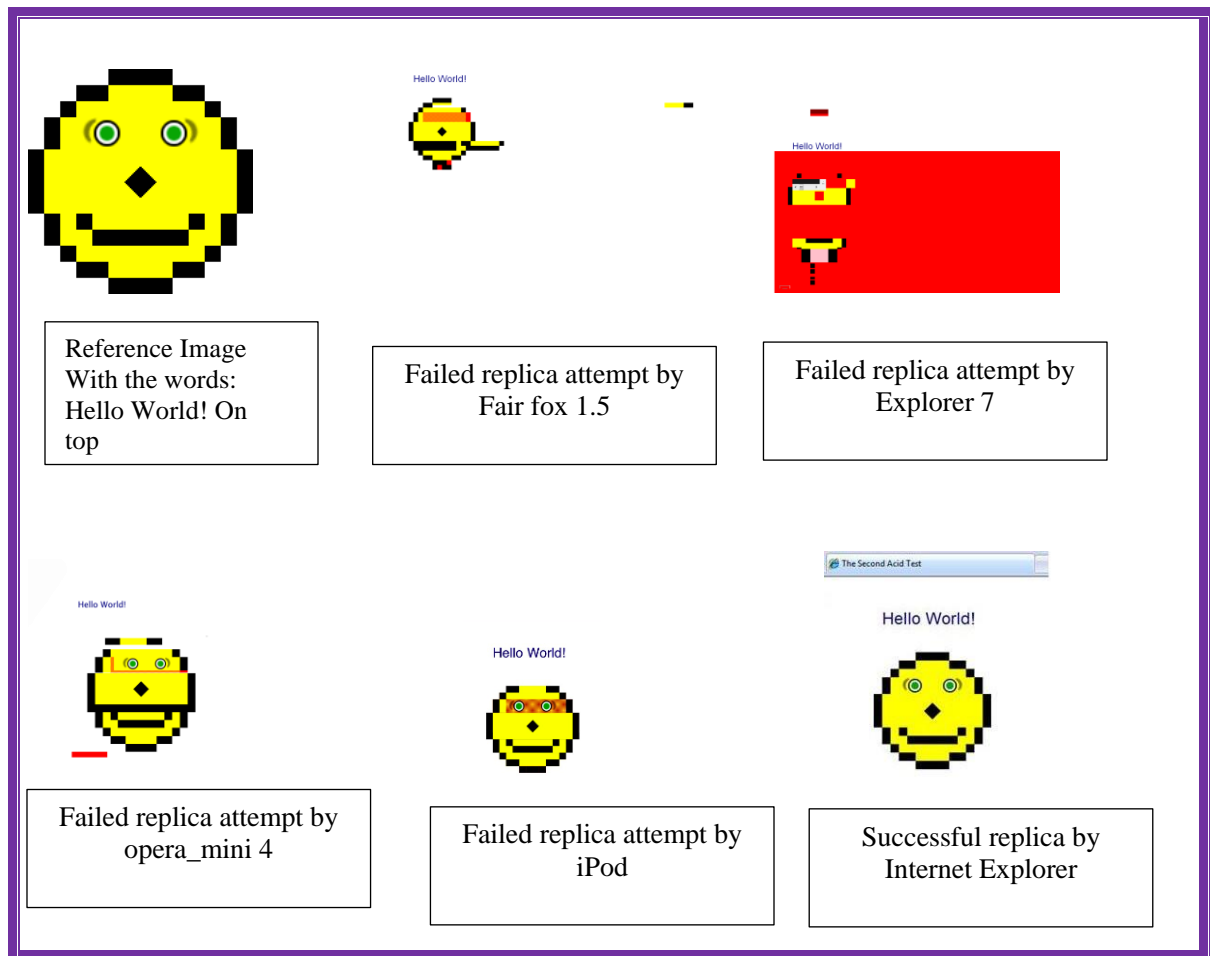 Hello World!
Hello World!
Reference Image
With the words:
Hello World! On
top
Failed replica attempt by
Fair fox 1.5
Failed replica attempt by
Explorer 7
The Second Acid Test
Hello World!
Hello World!
Hello World!
Failed replica attempt by
opera_mini 4
Failed replica attempt by
iPod
Successful replica by
Internet Explorer